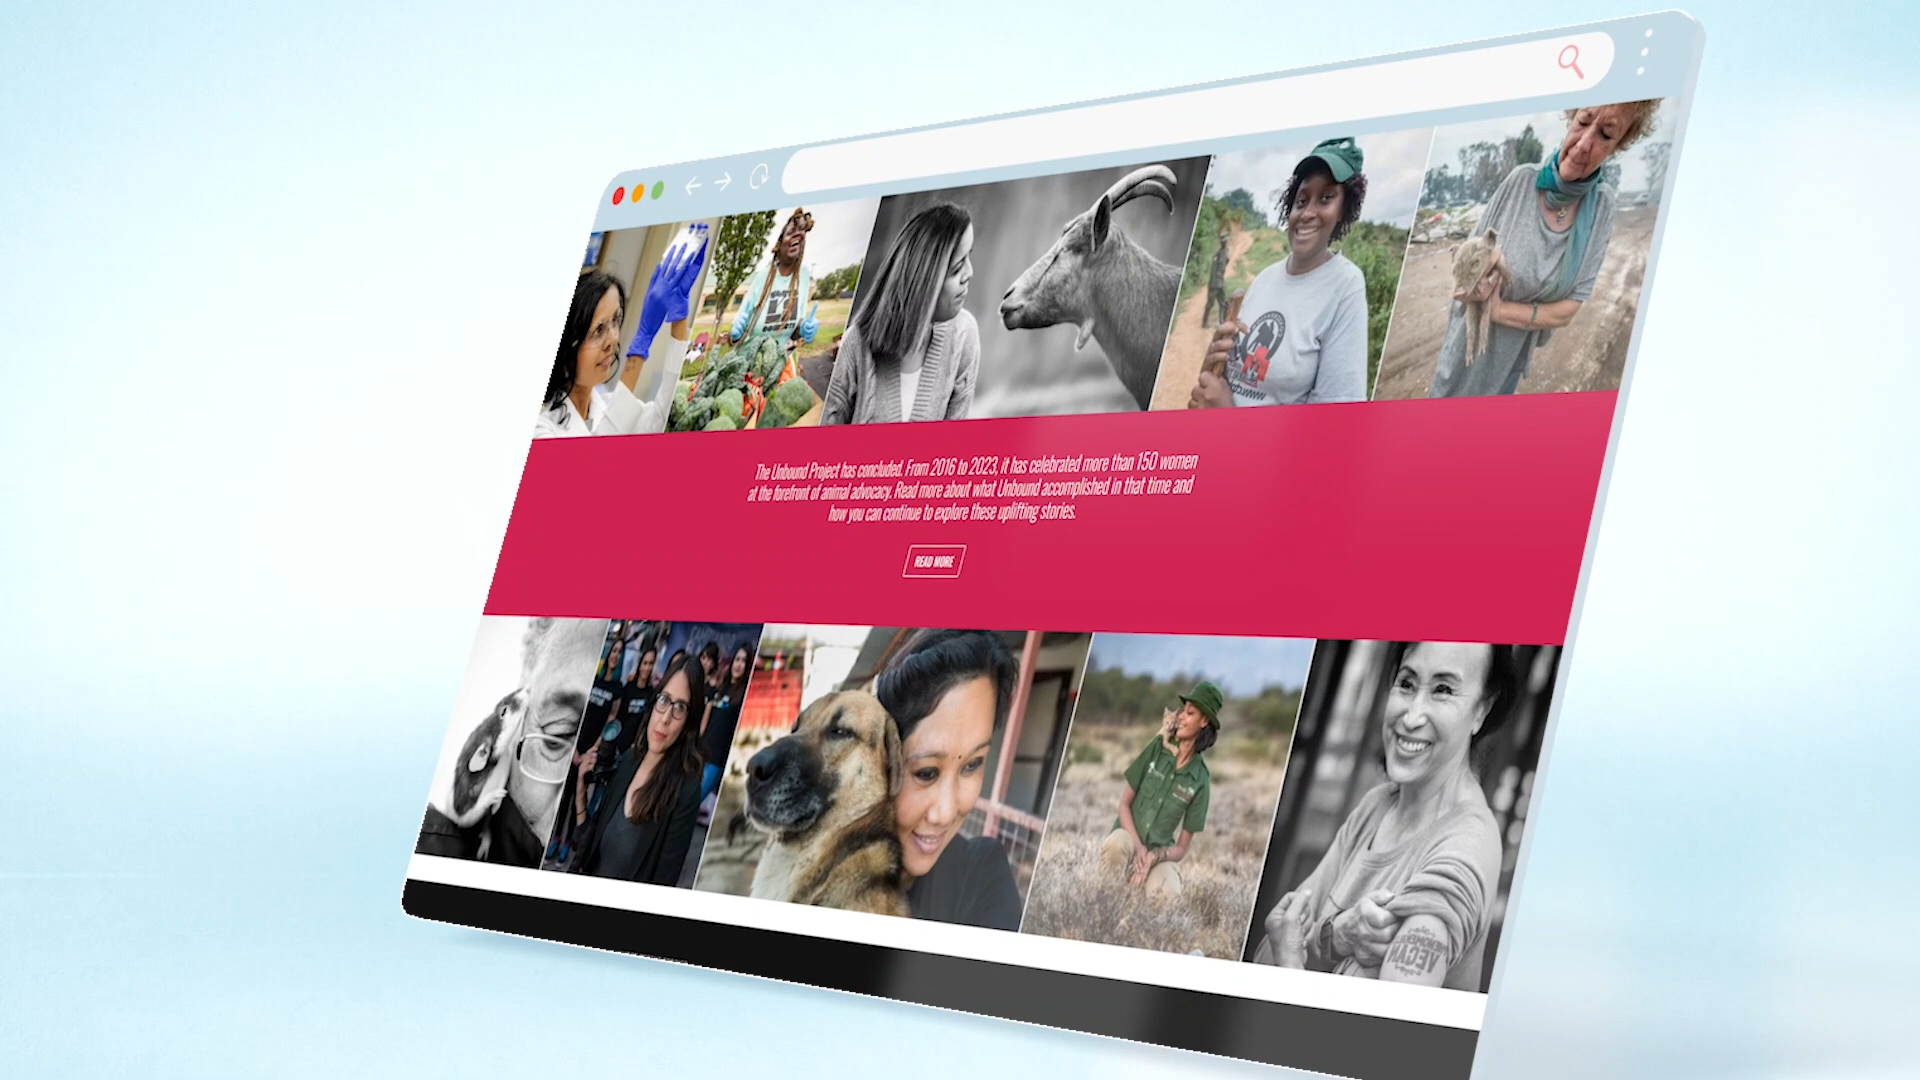 The Unbound Project has concluded. From 2016 to 2023, it has celebrated more than 150 women
at the forefront of animal advocacy. Read more about what Unbound accomplished in that time and
how you can continue to explore these uplifting stories.
READ MORE
VEGAN